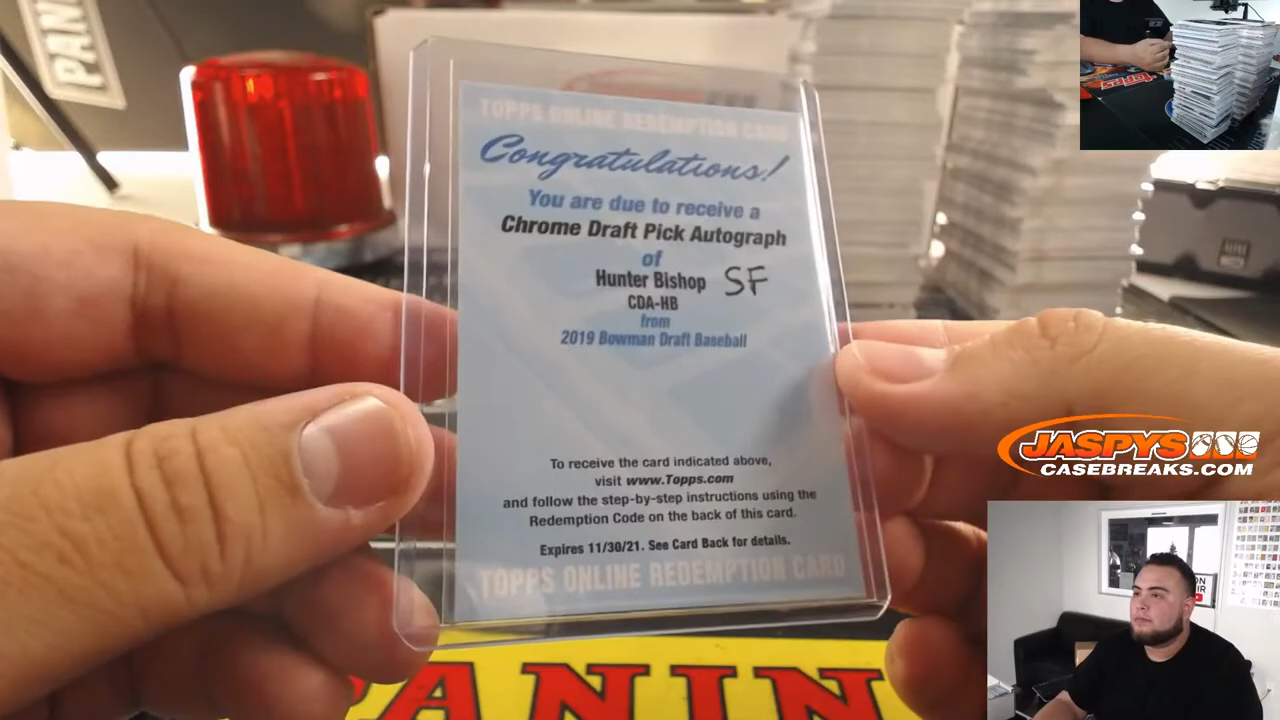 PANI
TOPPS
TOPPS ONLINE REDEMPTION CARD
Congratulations!
You are due to receive a
Chrome Draft Pick Autograph
of
Hunter Bishop SF
CDA-HB
from
2019 Bowman Draft Baseball
To receive the card indicated above,
visit www.Topps.com
and follow the step-by-step instructions using the
Redemption Code on the back of this card.
Expires 11/30/21. See Card Back for details.
TOPPS ONLINE REDEMPTION CARD
JASPYS
CASEBREAKS.COM
PANINI